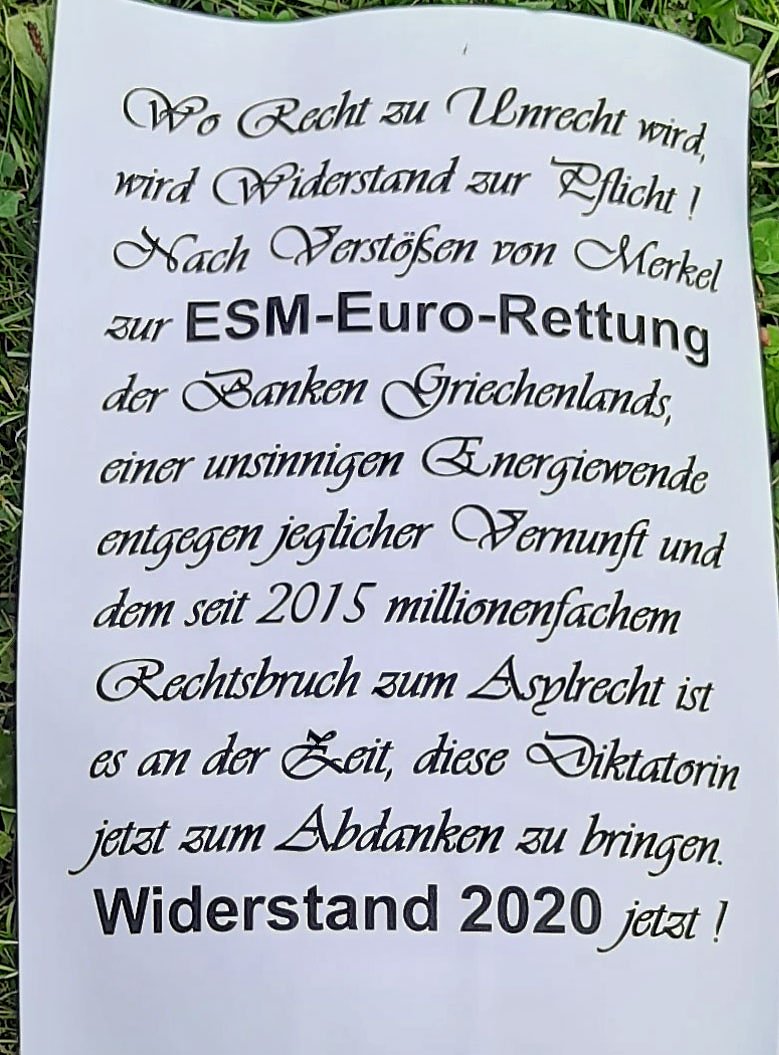 Wo Recht zu Unrecht wird,
wird Widerstand zur Pflicht !
Nach Verstößen von Merkel
zur ESM-Euro-Rettung
der Banken Griechenlands,
einer unsinnigen Energiewende
entgegen jeglicher Vernunft und
dem seit 2015 millionenfachem
Rechtsbruch zum Asylrecht ist
es an der Zeit, diese Diktatorin
jetzt zum Abdanken zu bringen.
Widerstand 2020 jetzt !